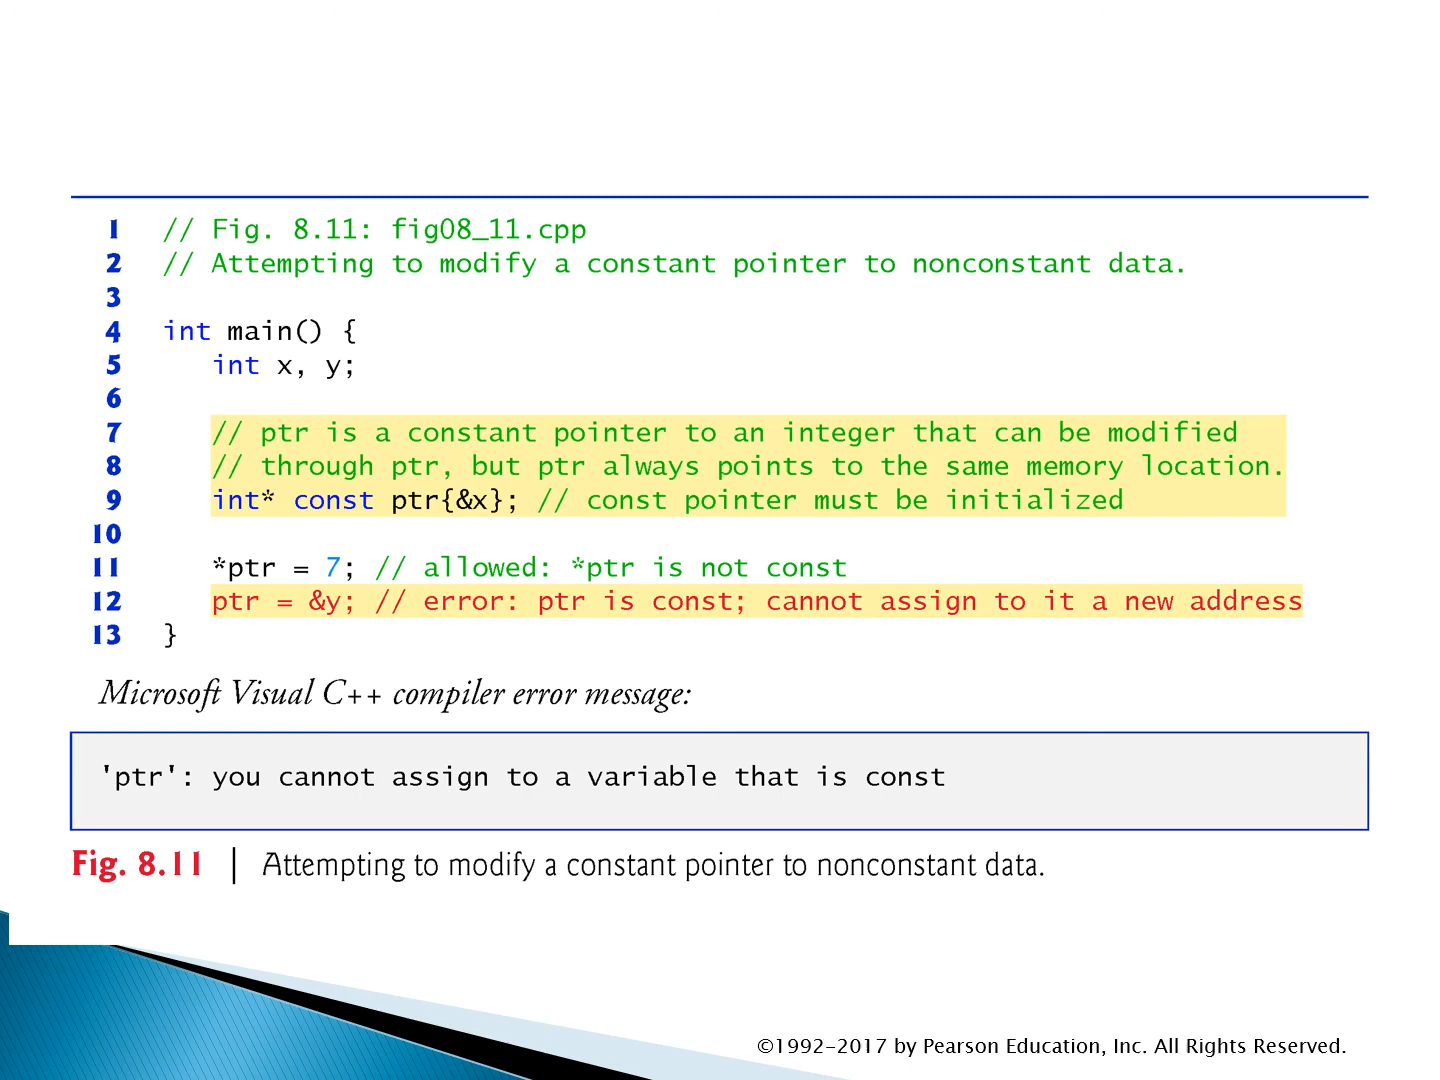 1 // Fig. 8.11: fig08_11.cpp
2 // Attempting to modify a constant pointer to nonconstant data.
3
4 int main() {
5 int x, y;
6
7 // ptr is a constant pointer to an integer that can be modified
8 // through ptr, but ptr always points to the same memory location.
9 int* const ptr{&x}; // const pointer must be initialized
10
11 *ptr = 7; // allowed: *ptr is not const
12 ptr = &y; // error: ptr is const; cannot assign to it a new address
13 }
Microsoft Visual C++ compiler error message:
'ptr': you cannot assign to a variable that is const
Fig. 8.11 | Attempting to modify a constant pointer to nonconstant data.
©1992-2017 by Pearson Education, Inc. All Rights Reserved.